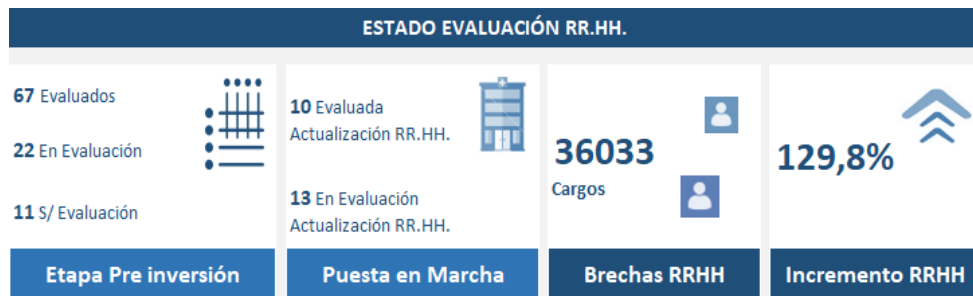 ESTADO EVALUACIÓN RR.HH.
67 Evaluados
22 En Evaluación
11 S/ Evaluación
Etapa Pre inversión
10 Evaluada
Actualización RR.HH.
13 En Evaluación
Actualización RR.HH.
Puesta en Marcha
36033
Cargos
Brechas RRHH
129,8%
Incremento RRHH